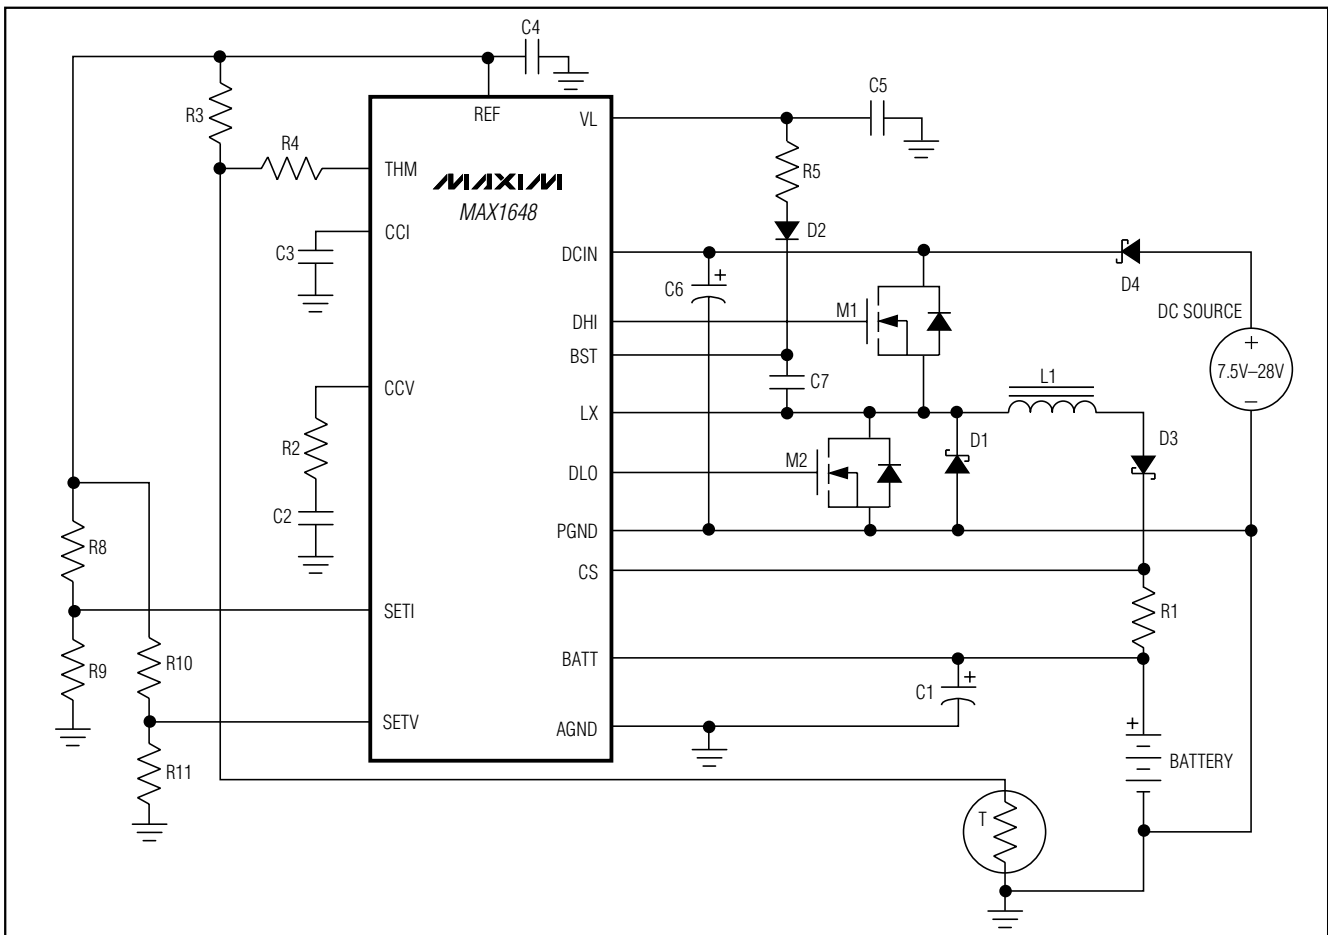 C4
C5
R3
REF
VL
R4
THM
R5
MAXIM
MAX1648
CCI
D2
C3
DCIN
+
D4
C6
M1
DC SOURCE
DHI
+
BST
7.5V–28V
CCV
C7
L1
–
LX
R2
D1
D3
M2
DLO
C2
PGND
R8
CS
SETI
R1
R9
R10
BATT
+
C1
SETV
AGND
+
R11
BATTERY
T